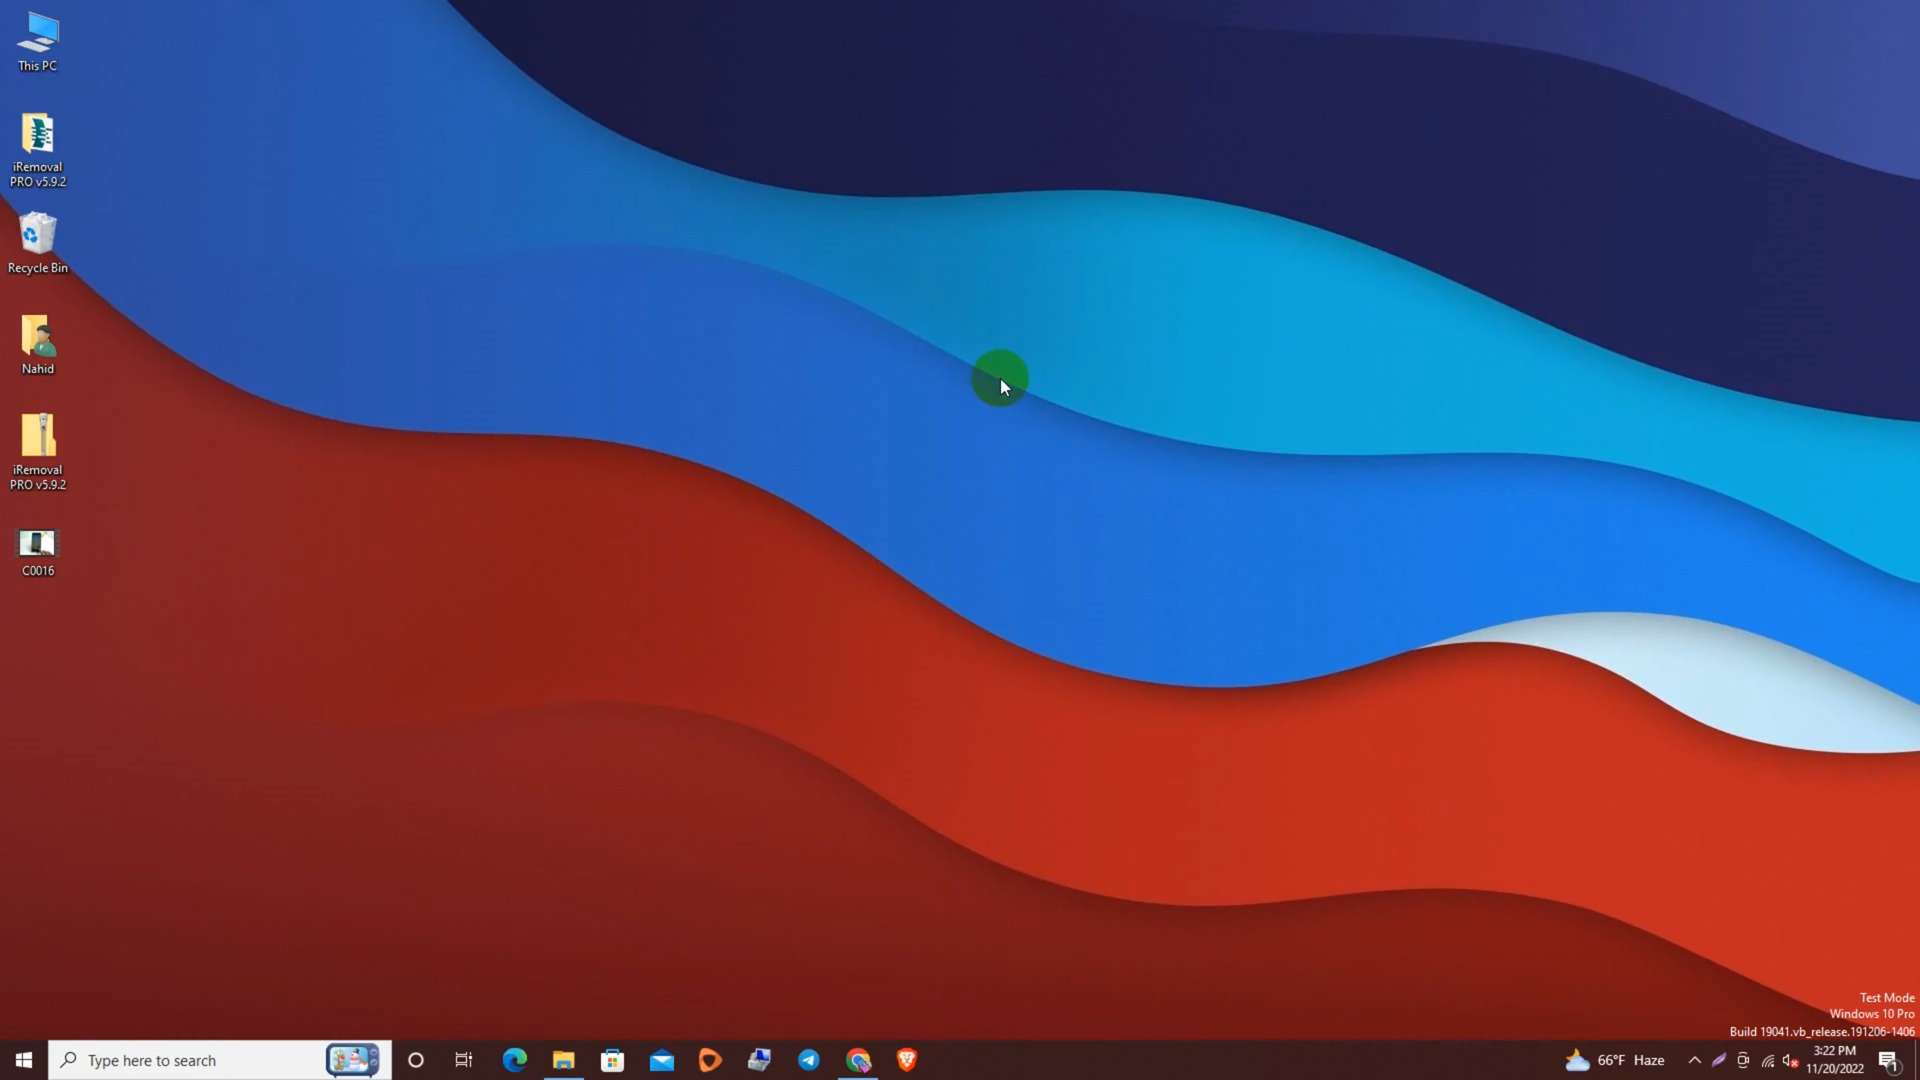 This PC
iRemoval
PRO v5.9.2
Recycle Bin
Nahid
iRemoval
PRO v5.9.2
C0016
Test Mode
Windows 10 Pro
Build 19041.vb_release.191206-1406
Type here to search
66°F Haze
3:22 PM
11/20/2022
1